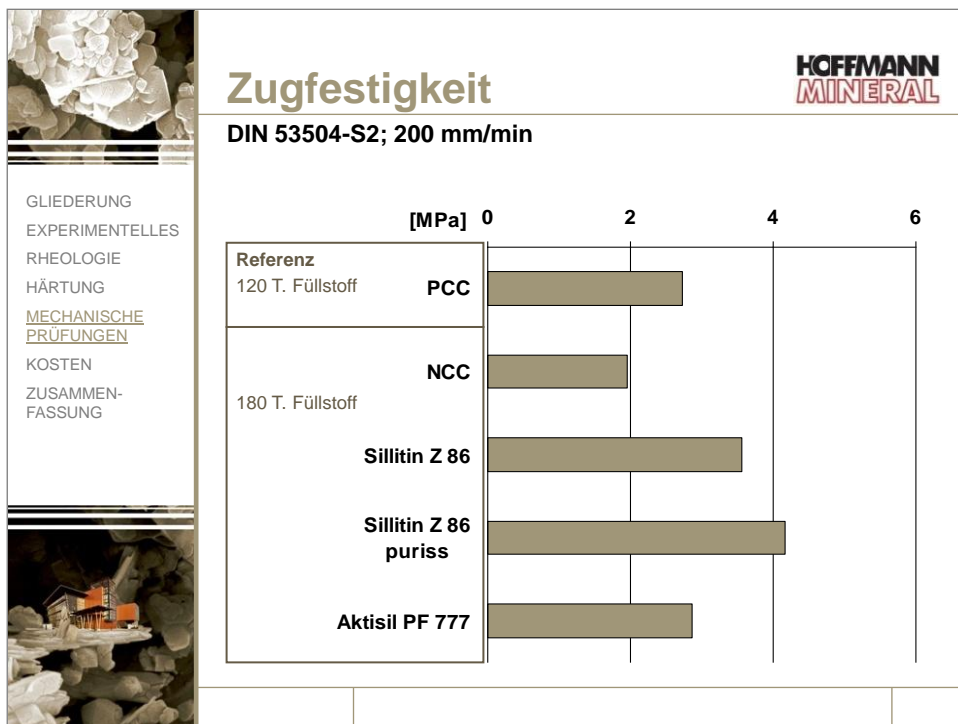 Zugfestigkeit
HOFFMANN
MINERAL
DIN 53504-S2; 200 mm/min
GLIEDERUNG
EXPERIMENTELLES
RHEOLOGIE
HÄRTUNG
MECHANISCHE
PRÜFUNGEN
KOSTEN
ZUSAMMEN-
FASSUNG
[MPa] 0 2 4 6
Referenz
120 T. Füllstoff PCC
NCC
180 T. Füllstoff
Sillitin Z 86
Sillitin Z 86
puriss
Aktisil PF 777